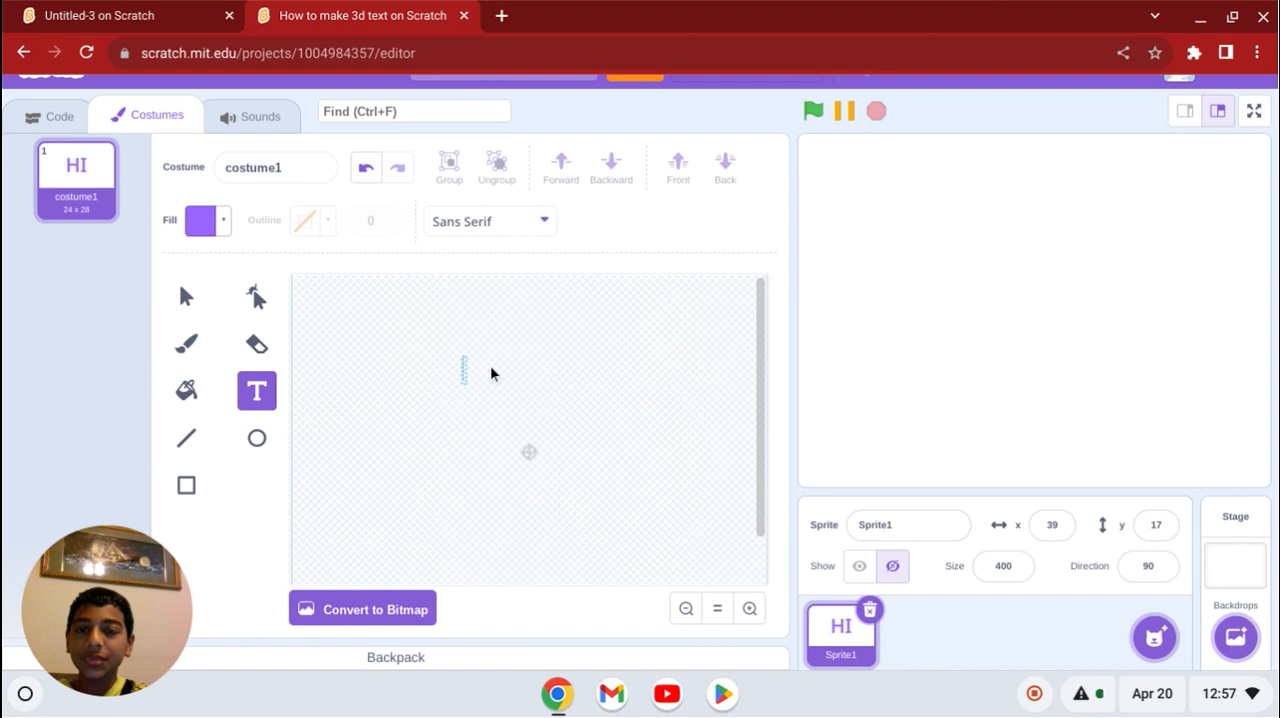 Untitled-3 on Scratch
How to make 3d text on Scratch
scratch.mit.edu/projects/1004984357/editor
Code
Costumes
Sounds
Find (Ctrl+F)
1
HI
costume1
24 x 28
Costume
costume1
Group
Ungroup
Forward
Backward
Front
Back
Fill
Outline
0
Sans Serif
T
Convert to Bitmap
Backpack
Sprite
Sprite1
x
39
y
17
Show
Size
400
Direction
90
HI
Sprite1
Stage
Backdrops
Apr 20
12:57